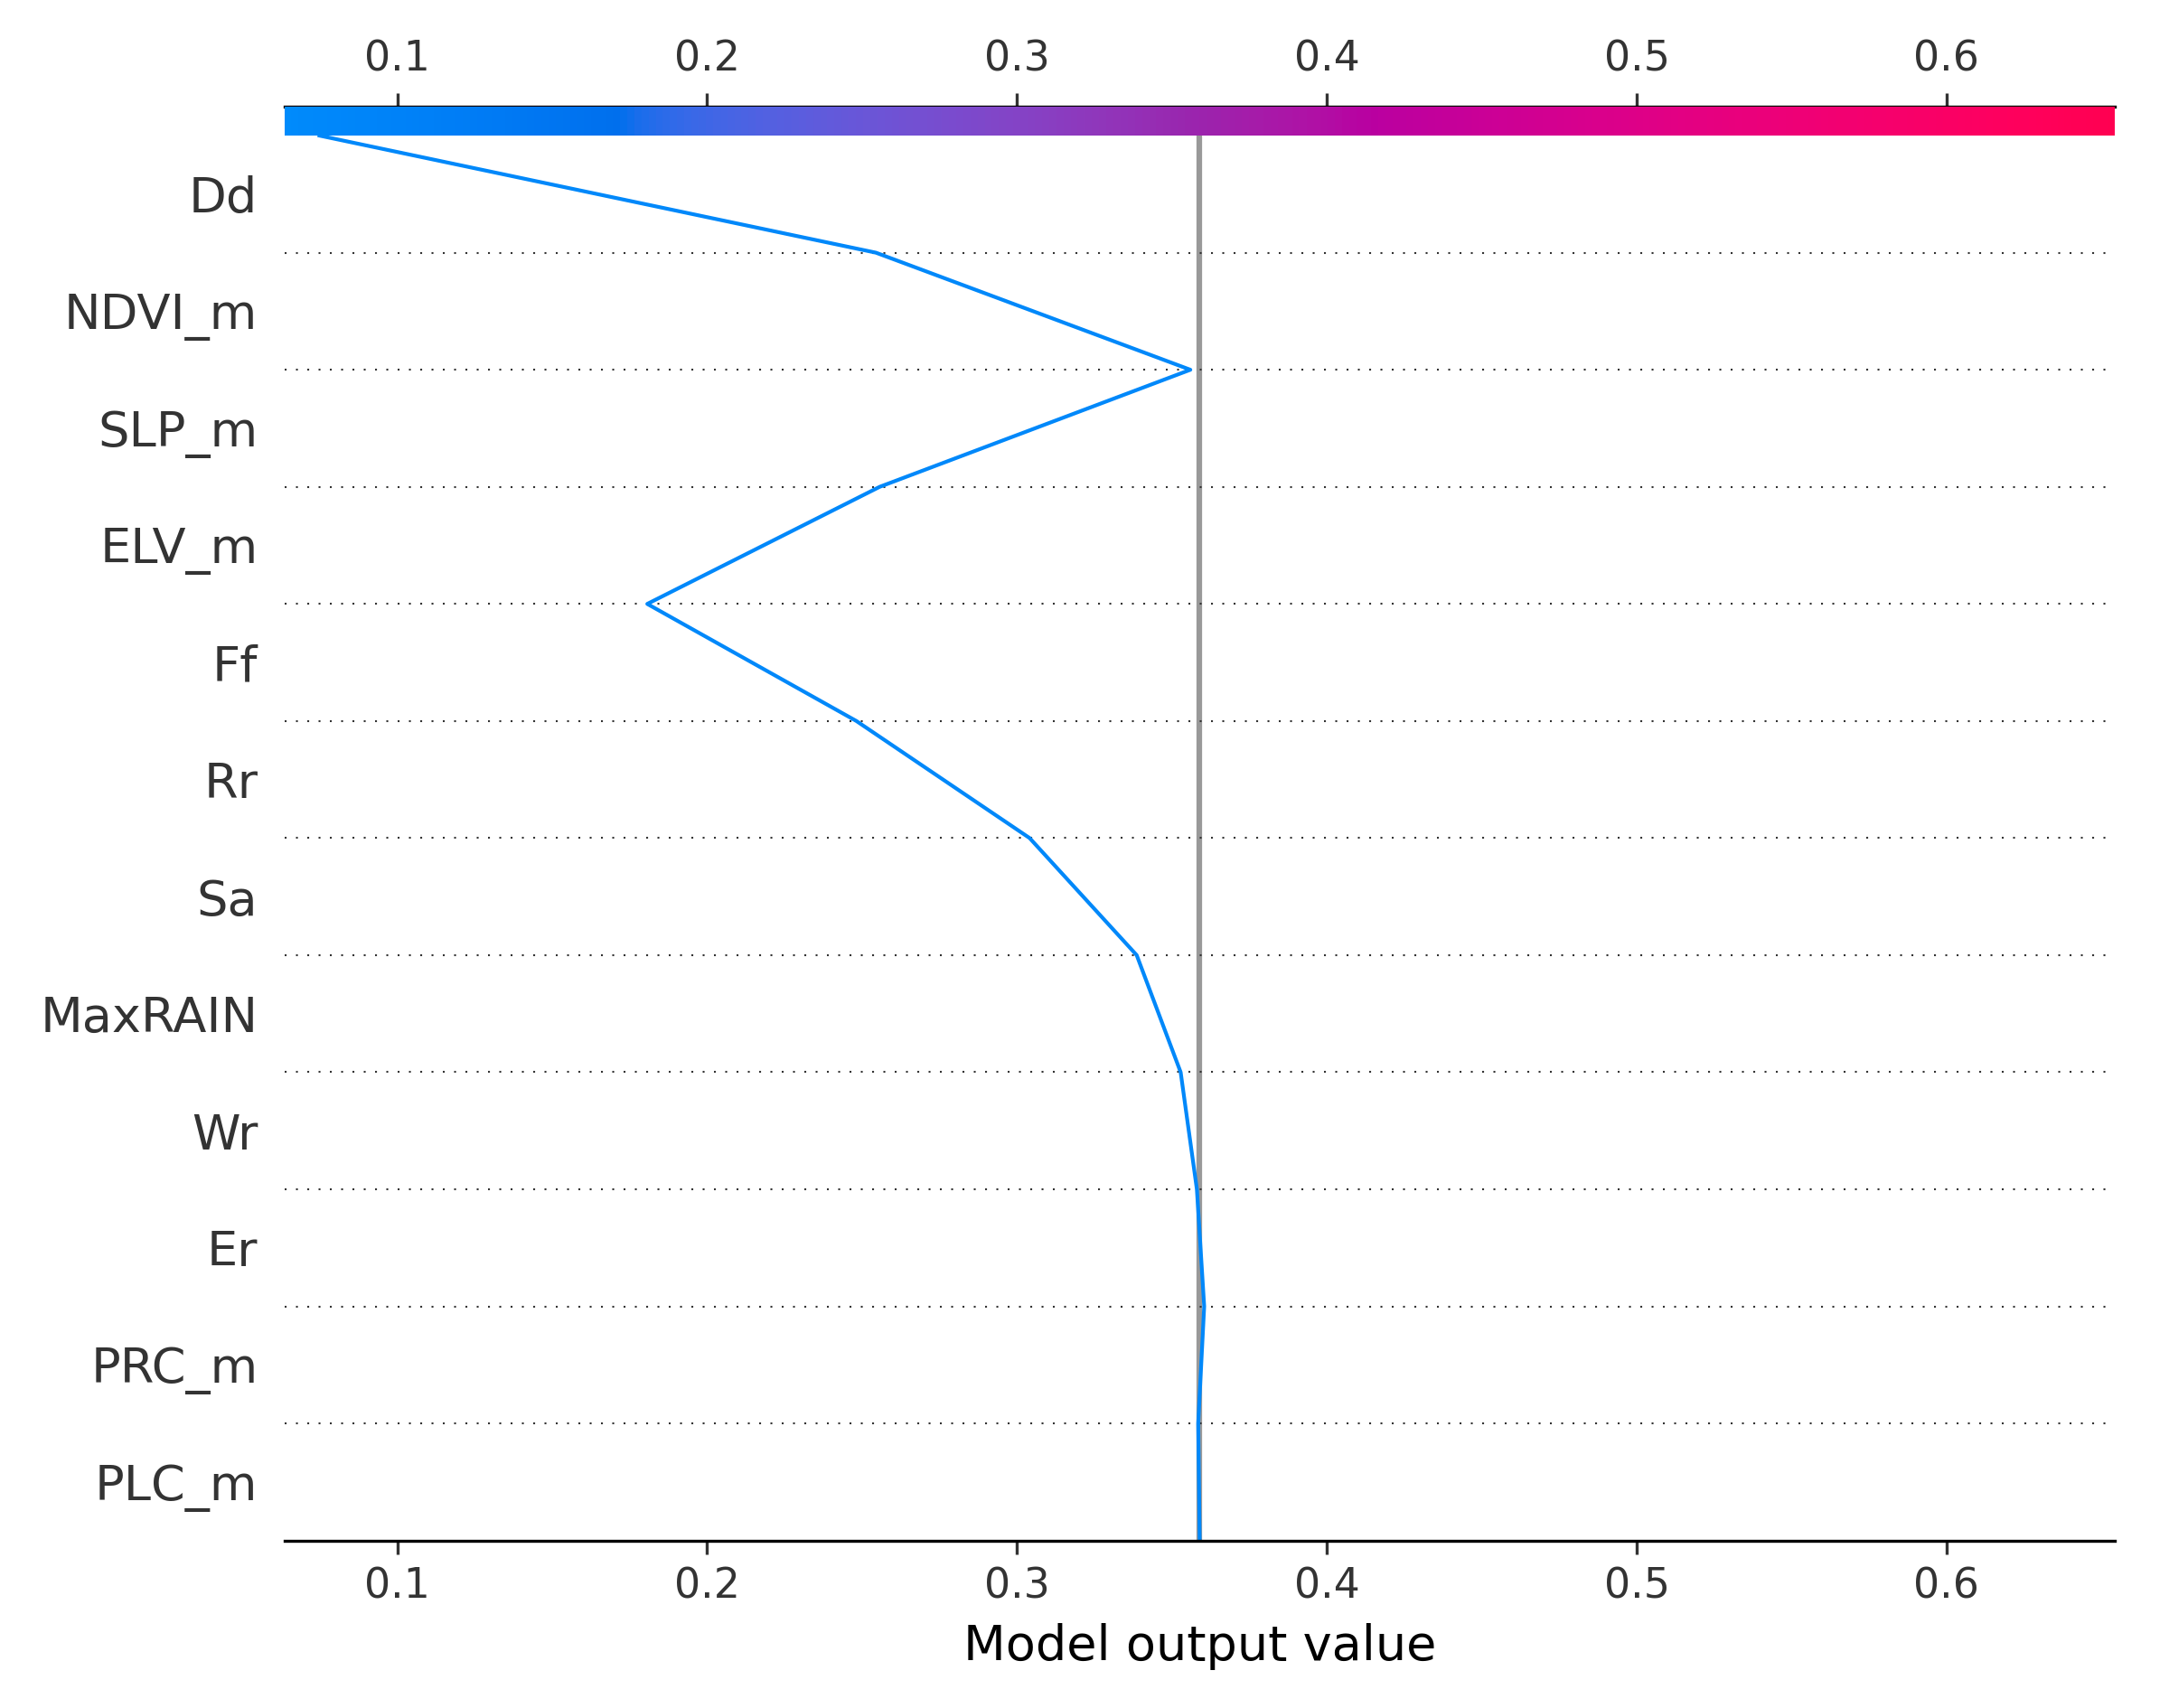 0.1 0.2 0.3 0.4 0.5 0.6
Dd
NDVI_m
SLP_m
ELV_m
Ff
Rr
Sa
MaxRAIN
Wr
Er
PRC_m
PLC_m
0.1 0.2 0.3 0.4 0.5 0.6
Model output value